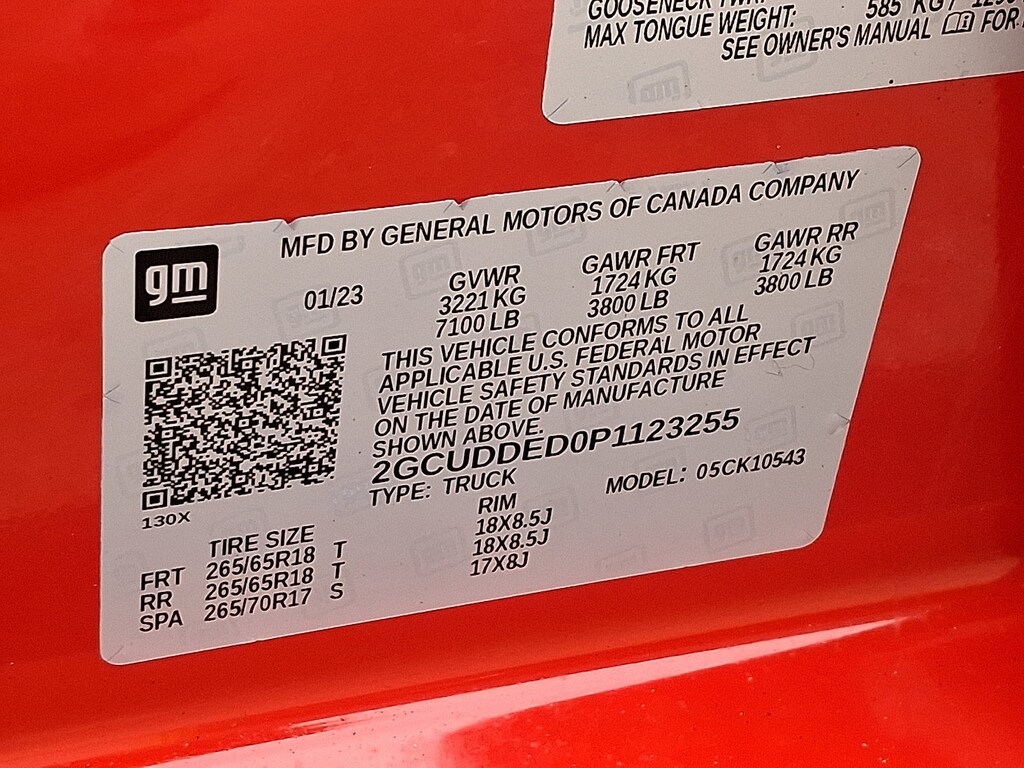 GOOSENECK
MAX TONGUE WEIGHT: 585 KG /
SEE OWNER'S MANUAL FOR
MFD BY GENERAL MOTORS OF CANADA COMPANY
gm
01/23
GVWR GAWR FRT GAWR RR
3221 KG 1724 KG 1724 KG
7100 LB 3800 LB 3800 LB
THIS VEHICLE CONFORMS TO ALL
APPLICABLE U.S. FEDERAL MOTOR
VEHICLE SAFETY STANDARDS IN EFFECT
ON THE DATE OF MANUFACTURE
SHOWN ABOVE.
2GCUDDED0P1123255
TYPE: TRUCK MODEL: 05CK10543
130X
TIRE SIZE RIM
FRT 265/65R18 T 18X8.5J
RR 265/65R18 T 18X8.5J
SPA 265/70R17 S 17X8J